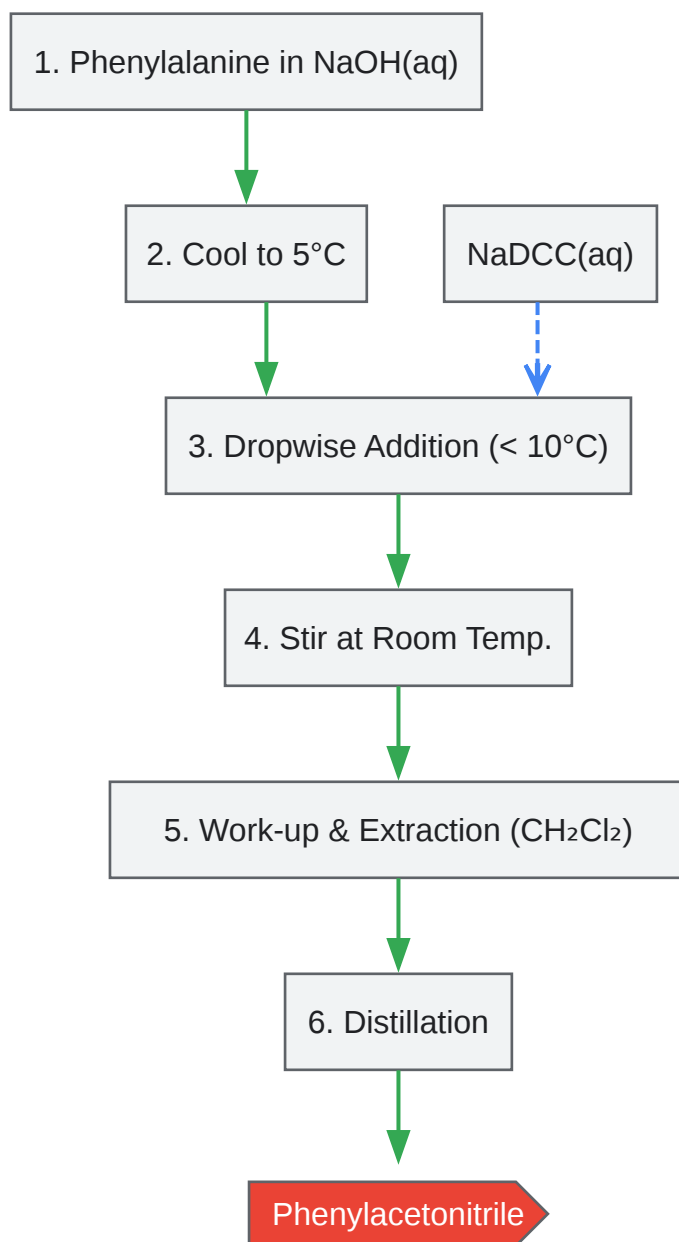 1. Phenylalanine in NaOH(aq)
2. Cool to 5°C
NaDCC(aq)
3. Dropwise Addition (< 10°C)
4. Stir at Room Temp.
5. Work-up & Extraction (CH₂Cl₂)
6. Distillation
Phenylacetonitrile